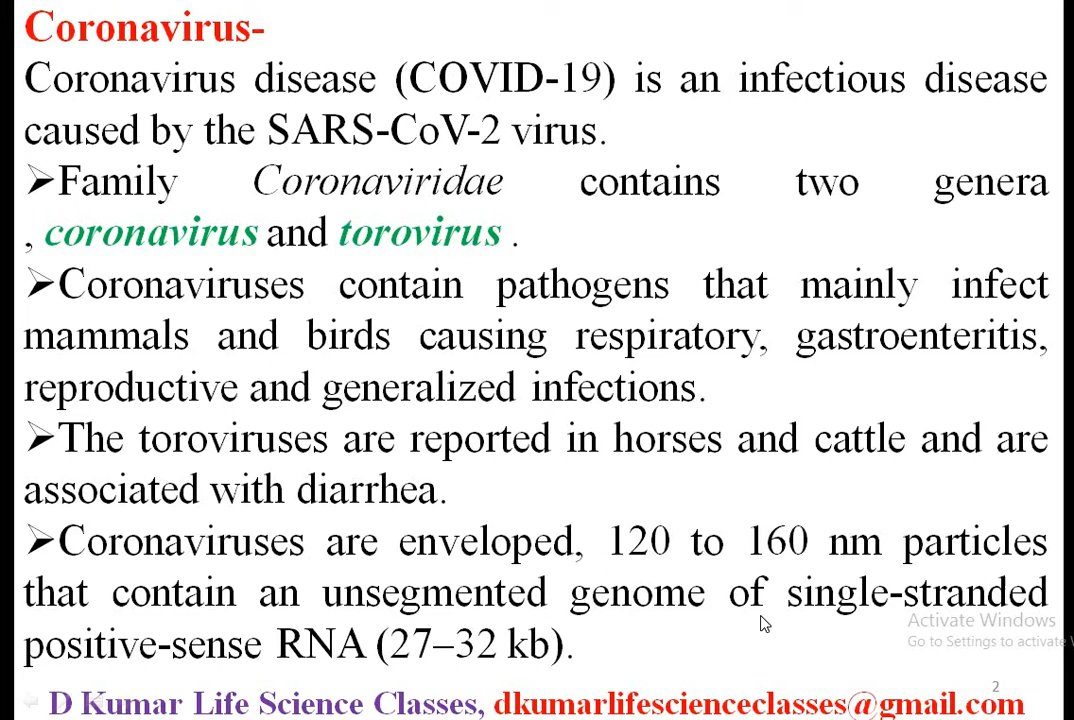 Coronavirus-
Coronavirus disease (COVID-19) is an infectious disease
caused by the SARS-CoV-2 virus.
➢Family Coronaviridae contains two genera
, coronavirus and torovirus .
➢Coronaviruses contain pathogens that mainly infect
mammals and birds causing respiratory, gastroenteritis,
reproductive and generalized infections.
➢The toroviruses are reported in horses and cattle and are
associated with diarrhea.
➢Coronaviruses are enveloped, 120 to 160 nm particles
that contain an unsegmented genome of single-stranded
positive-sense RNA (27–32 kb).
Activate Windows
Go to Settings to activate
2
D Kumar Life Science Classes, dkumarlifescienceclasses@gmail.com